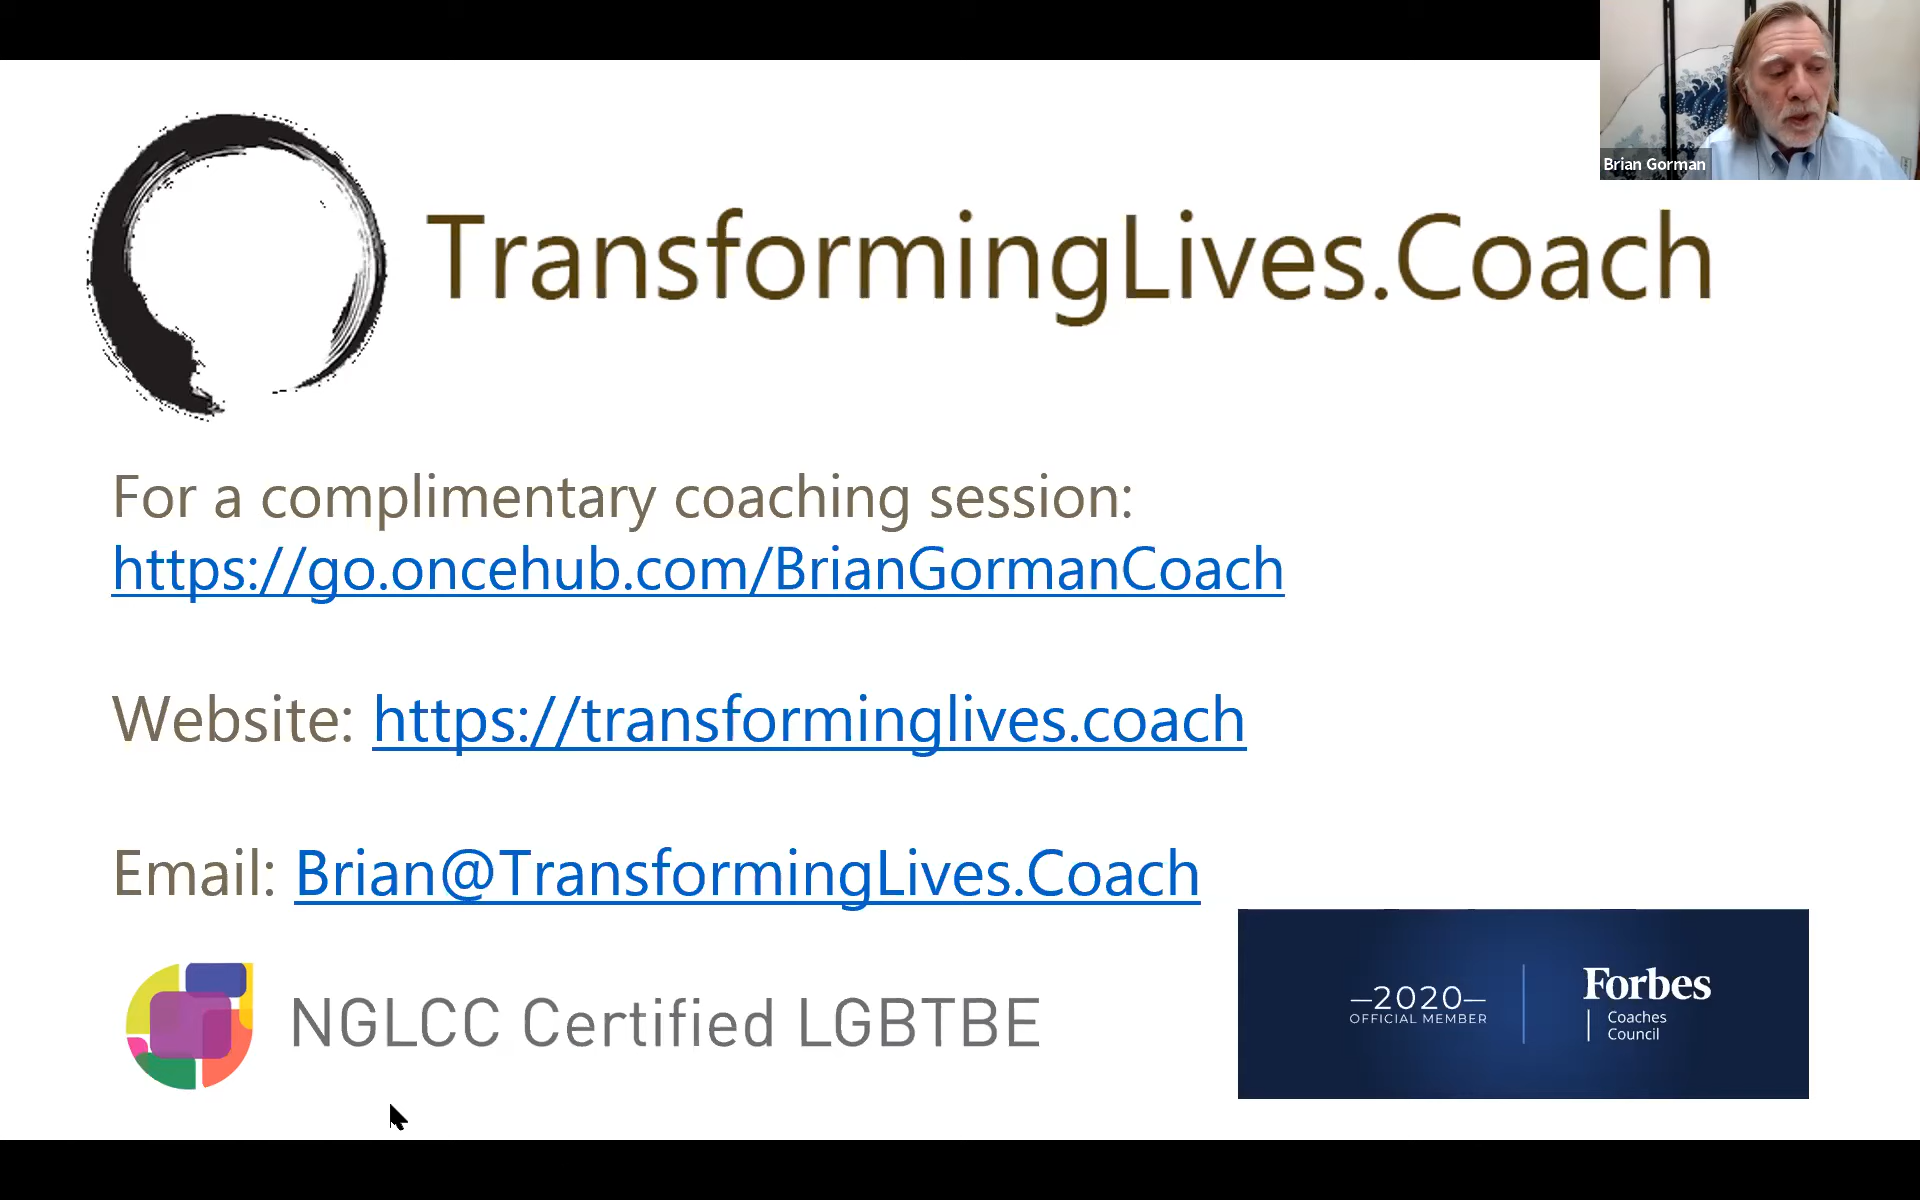 Brian Gorman
TransformingLives.Coach
For a complimentary coaching session:
https://go.oncehub.com/BrianGormanCoach
Website: https://transforminglives.coach
Email: Brian@TransformingLives.Coach
NGLCC Certified LGBTBE
—2020—
OFFICIAL MEMBER
Forbes
Coaches
Council